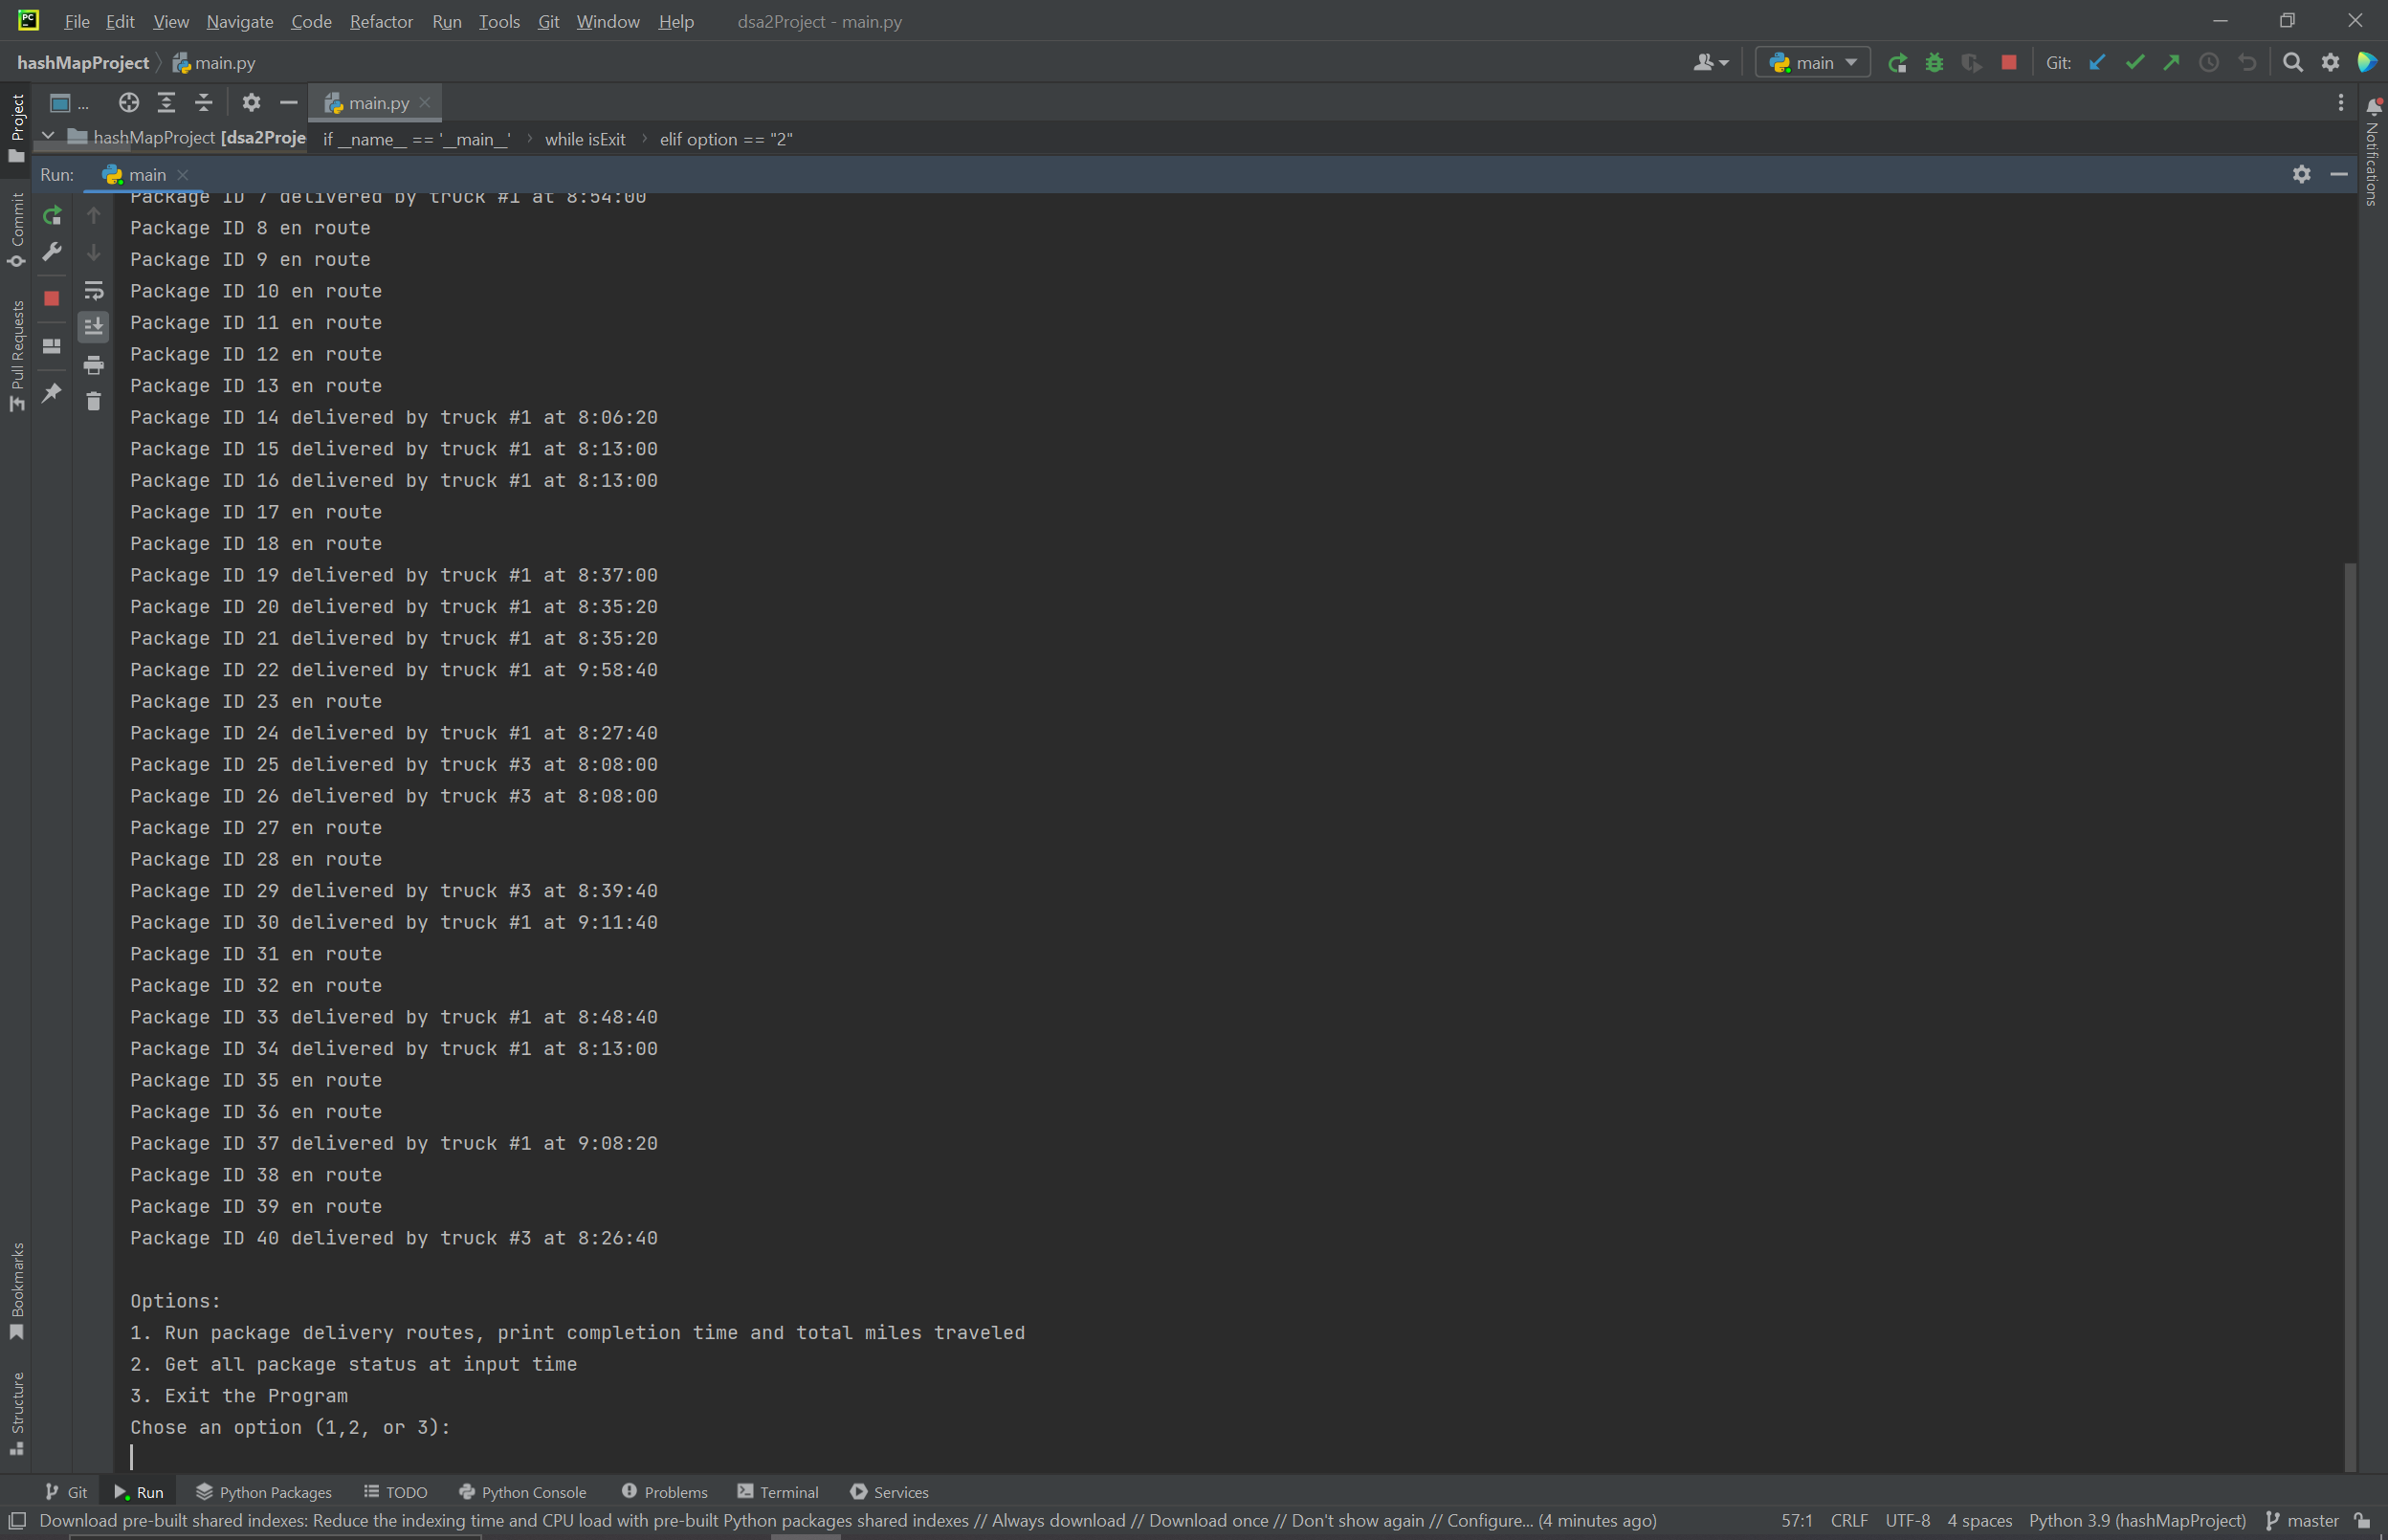 PC File Edit View Navigate Code Refactor Run Tools Git Window Help dsa2Project - main.py
hashMapProject main.py main Git:
Project ... main.py
hashMapProject [dsa2Proje if __name__ == '__main__' while isExit elif option == "2"
Notifications
Run: main
Commit
Pull Requests
Package ID 7 delivered by truck #1 at 8:54:00
Package ID 8 en route
Package ID 9 en route
Package ID 10 en route
Package ID 11 en route
Package ID 12 en route
Package ID 13 en route
Package ID 14 delivered by truck #1 at 8:06:20
Package ID 15 delivered by truck #1 at 8:13:00
Package ID 16 delivered by truck #1 at 8:13:00
Package ID 17 en route
Package ID 18 en route
Package ID 19 delivered by truck #1 at 8:37:00
Package ID 20 delivered by truck #1 at 8:35:20
Package ID 21 delivered by truck #1 at 8:35:20
Package ID 22 delivered by truck #1 at 9:58:40
Package ID 23 en route
Package ID 24 delivered by truck #1 at 8:27:40
Package ID 25 delivered by truck #3 at 8:08:00
Package ID 26 delivered by truck #3 at 8:08:00
Package ID 27 en route
Package ID 28 en route
Package ID 29 delivered by truck #3 at 8:39:40
Package ID 30 delivered by truck #1 at 9:11:40
Package ID 31 en route
Package ID 32 en route
Package ID 33 delivered by truck #1 at 8:48:40
Package ID 34 delivered by truck #1 at 8:13:00
Package ID 35 en route
Package ID 36 en route
Package ID 37 delivered by truck #1 at 9:08:20
Package ID 38 en route
Package ID 39 en route
Package ID 40 delivered by truck #3 at 8:26:40
Bookmarks
Structure
Options:
1. Run package delivery routes, print completion time and total miles traveled
2. Get all package status at input time
3. Exit the Program
Chose an option (1,2, or 3):
Git Run Python Packages TODO Python Console Problems Terminal Services
Download pre-built shared indexes: Reduce the indexing time and CPU load with pre-built Python packages shared indexes // Always download // Download once // Don't show again // Configure... (4 minutes ago) 57:1 CRLF UTF-8 4 spaces Python 3.9 (hashMapProject) master